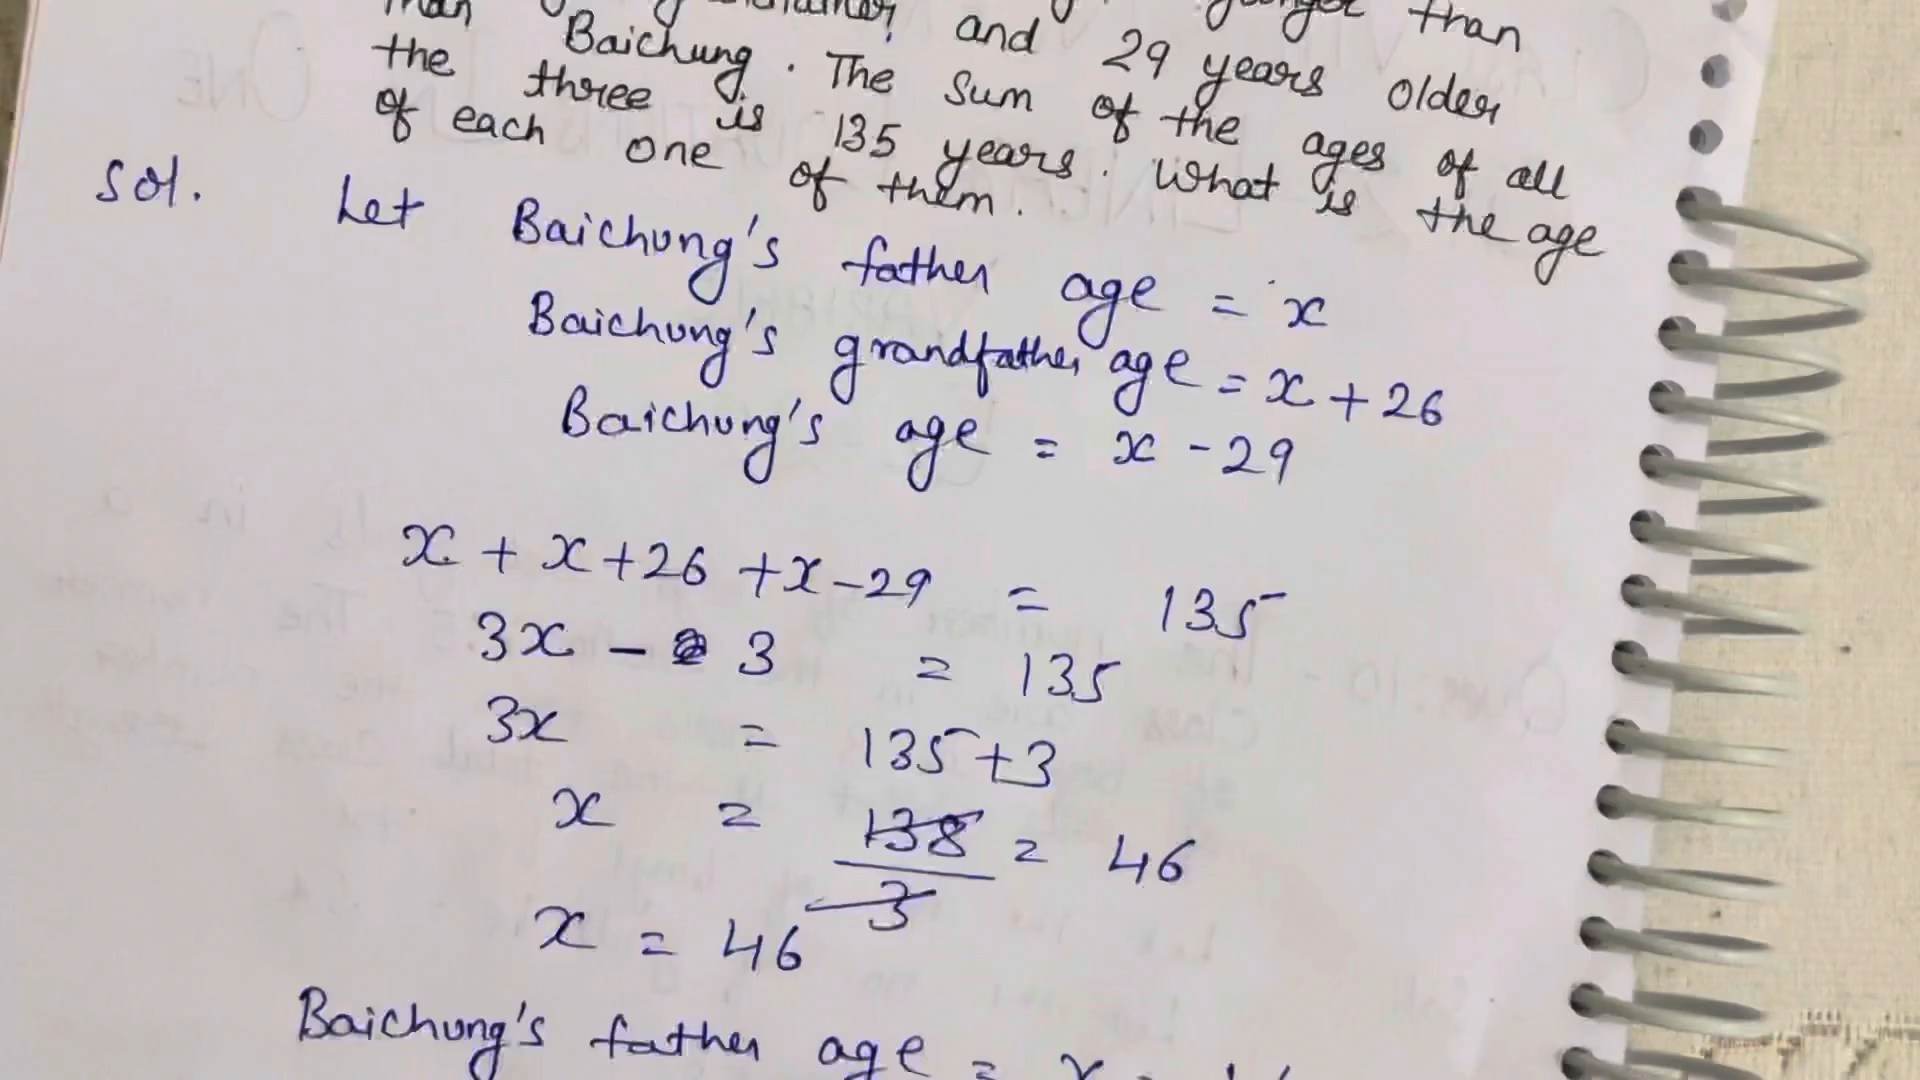 than
and 29 years older
than Baichung. The sum of the ages of all
the three is 135 years. What is the age
of each one of them.
Sol. Let Baichung's father age = x
Baichung's grandfather age = x + 26
Baichung's age = x - 29
x + x + 26 + x - 29 = 135
3x - 3 = 135
3x = 135 + 3
x = 138/3 = 46
x = 46
Baichung's father age = x